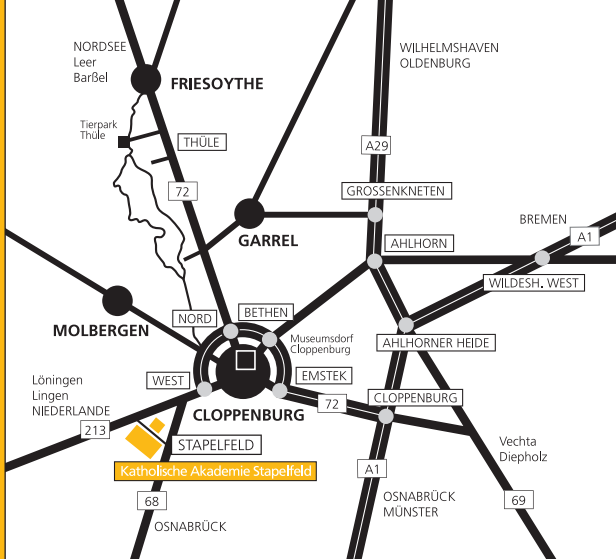 NORDSEE
Leer
Barßel
FRIESOYTHE
WILHELMSHAVEN
OLDENBURG
Tierpark
Thüle
THÜLE
A29
72
GROSSENKNETEN
GARREL
BREMEN
A1
AHLHORN
WILDESH. WEST
NORD
BETHEN
MOLBERGEN
Museumsdorf
Cloppenburg
AHLHORNER HEIDE
WEST
EMSTEK
Löningen
Lingen
NIEDERLANDE
CLOPPENBURG
72
CLOPPENBURG
213
STAPELFELD
Katholische Akademie Stapelfeld
Vechta
Diepholz
A1
68
OSNABRÜCK
OSNABRÜCK
MÜNSTER
69